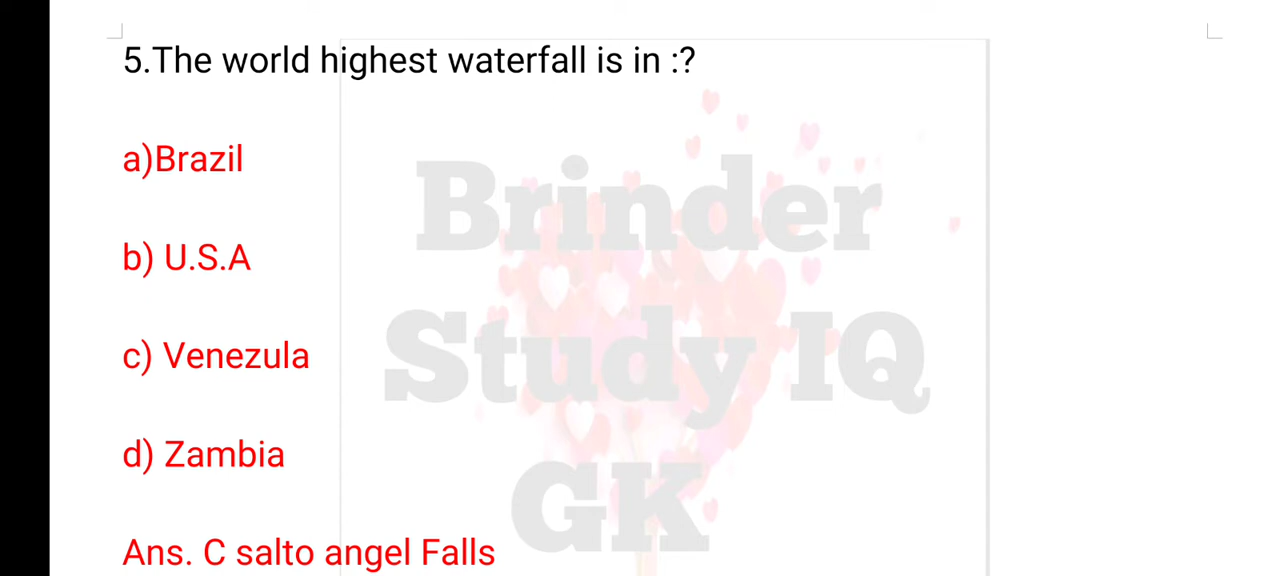 5.The world highest waterfall is in :?
a)Brazil
b) U.S.A
c) Venezula
d) Zambia
Ans. C salto angel Falls
Brinder
Study IQ
GK